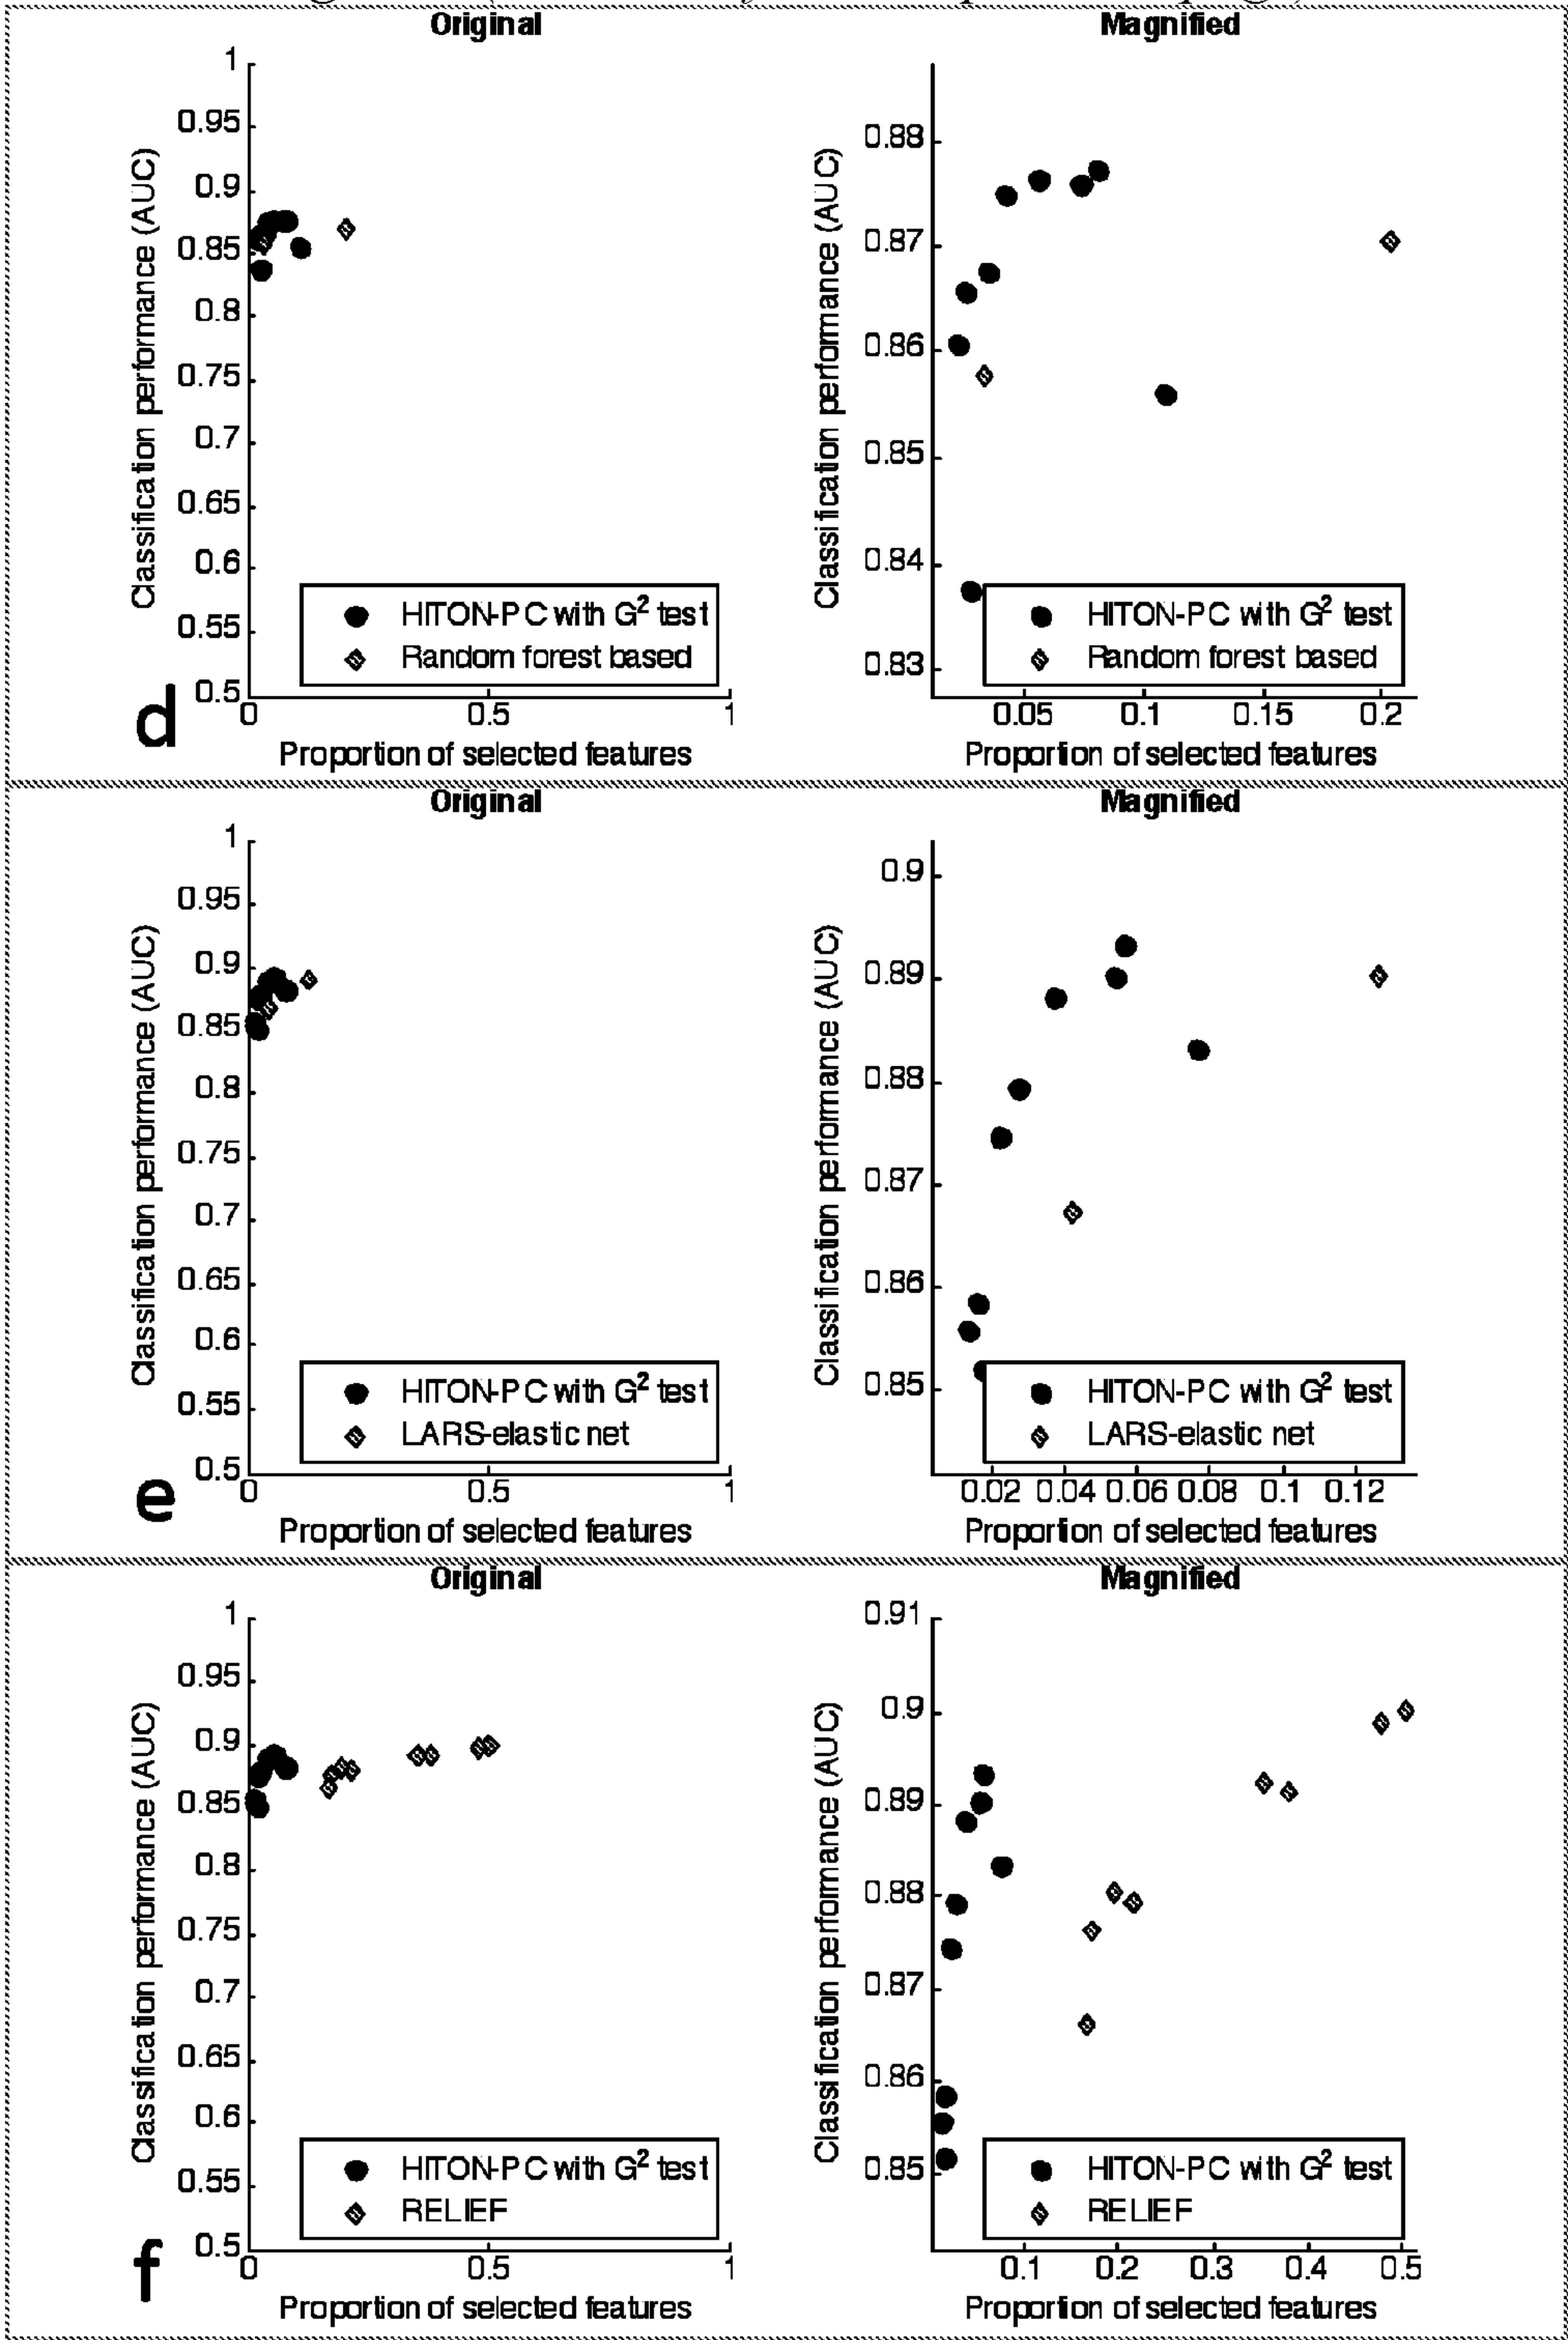 Original
Magnified
1
0.95
0.9
0.85
0.8
0.75
0.7
0.65
0.6
0.55
0.5
Classification performance (AUC)
HITON-PC with G² test
Random forest based
0
0.5
1
Proportion of selected features
0.88
0.87
0.86
0.85
0.84
0.83
Classification performance (AUC)
HITON-PC with G² test
Random forest based
0.05
0.1
0.15
0.2
Proportion of selected features
d
Original
Magnified
1
0.95
0.9
0.85
0.8
0.75
0.7
0.65
0.6
0.55
0.5
Classification performance (AUC)
HITON-PC with G² test
LARS-elastic net
0
0.5
1
Proportion of selected features
0.9
0.89
0.88
0.87
0.86
0.85
Classification performance (AUC)
HITON-PC with G² test
LARS-elastic net
0.02
0.04
0.06
0.08
0.1
0.12
Proportion of selected features
e
Original
Magnified
1
0.95
0.9
0.85
0.8
0.75
0.7
0.65
0.6
0.55
0.5
Classification performance (AUC)
HITON-PC with G² test
RELIEF
0
0.5
1
Proportion of selected features
0.91
0.9
0.89
0.88
0.87
0.86
0.85
Classification performance (AUC)
HITON-PC with G² test
RELIEF
0.1
0.2
0.3
0.4
0.5
Proportion of selected features
f